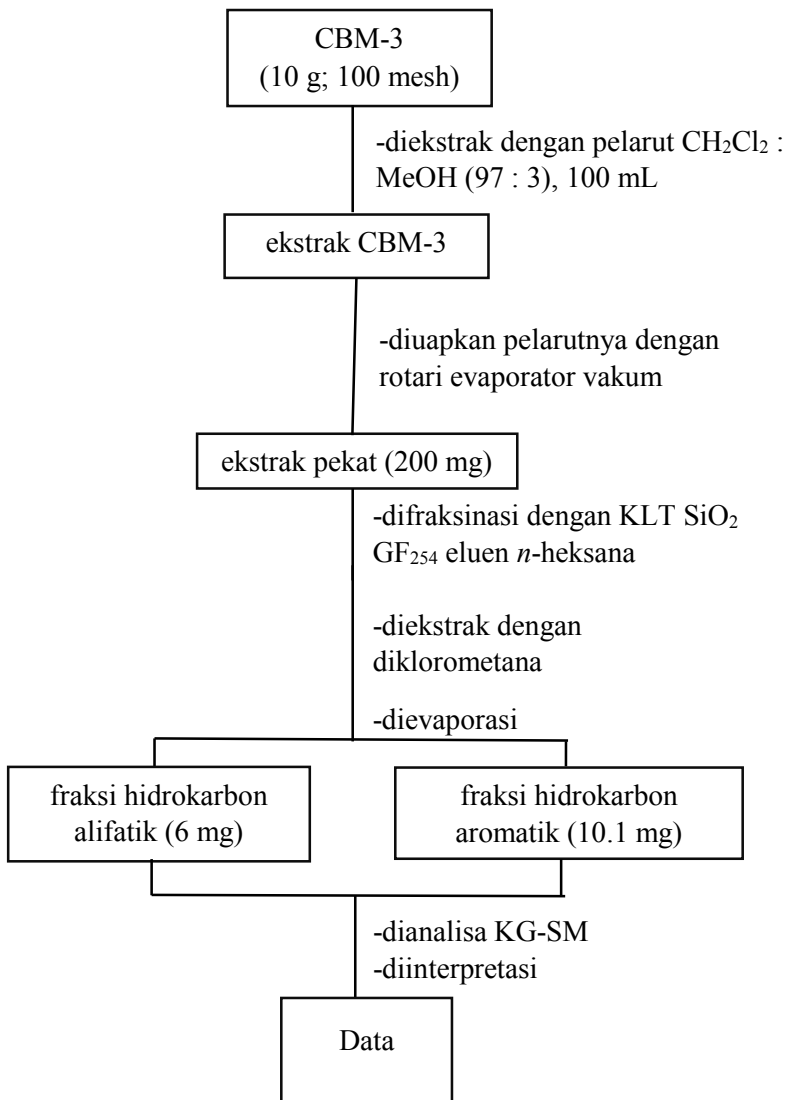 CBM-3
(10 g; 100 mesh)
-diekstrak dengan pelarut CH₂Cl₂ :
MeOH (97 : 3), 100 mL
ekstrak CBM-3
-diuapkan pelarutnya dengan
rotari evaporator vakum
ekstrak pekat (200 mg)
-difraksinasi dengan KLT SiO₂
GF₂₅₄ eluen n-heksana
-diekstrak dengan
diklorometana
-dievaporasi
fraksi hidrokarbon
alifatik (6 mg)
fraksi hidrokarbon
aromatik (10.1 mg)
-dianalisa KG-SM
-diinterpretasi
Data